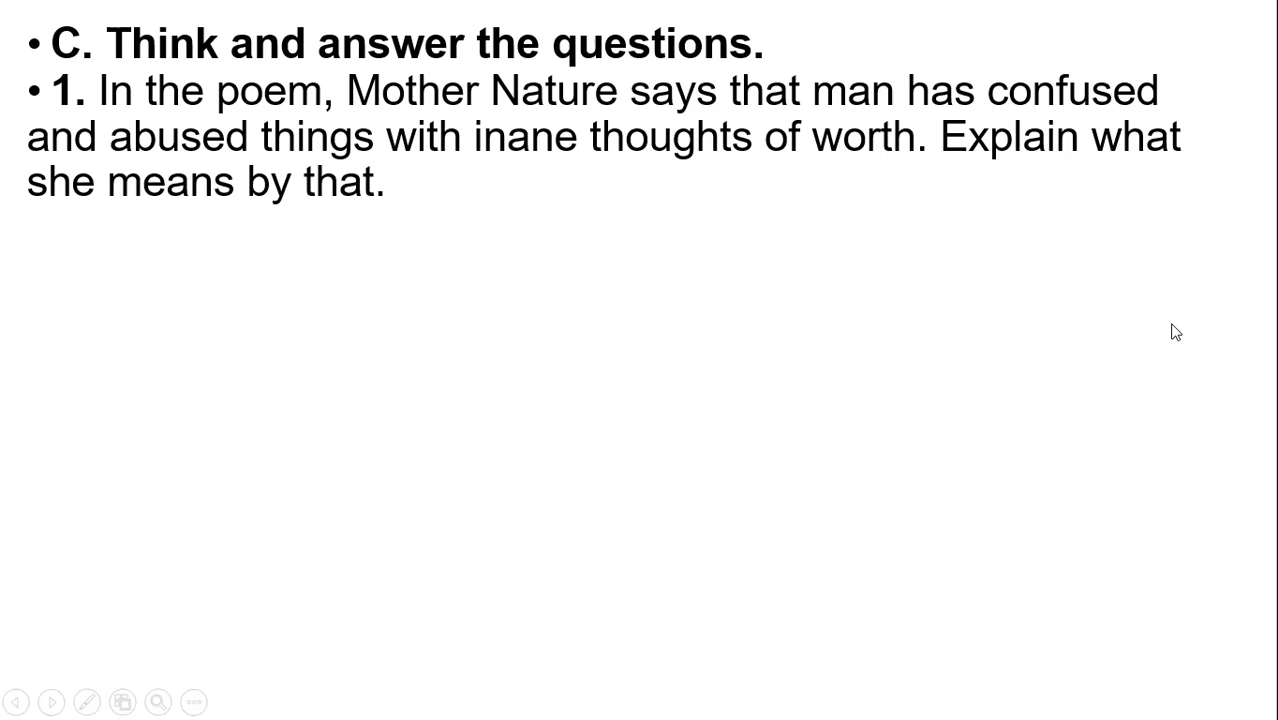 • C. Think and answer the questions.
• 1. In the poem, Mother Nature says that man has confused
and abused things with inane thoughts of worth. Explain what
she means by that.